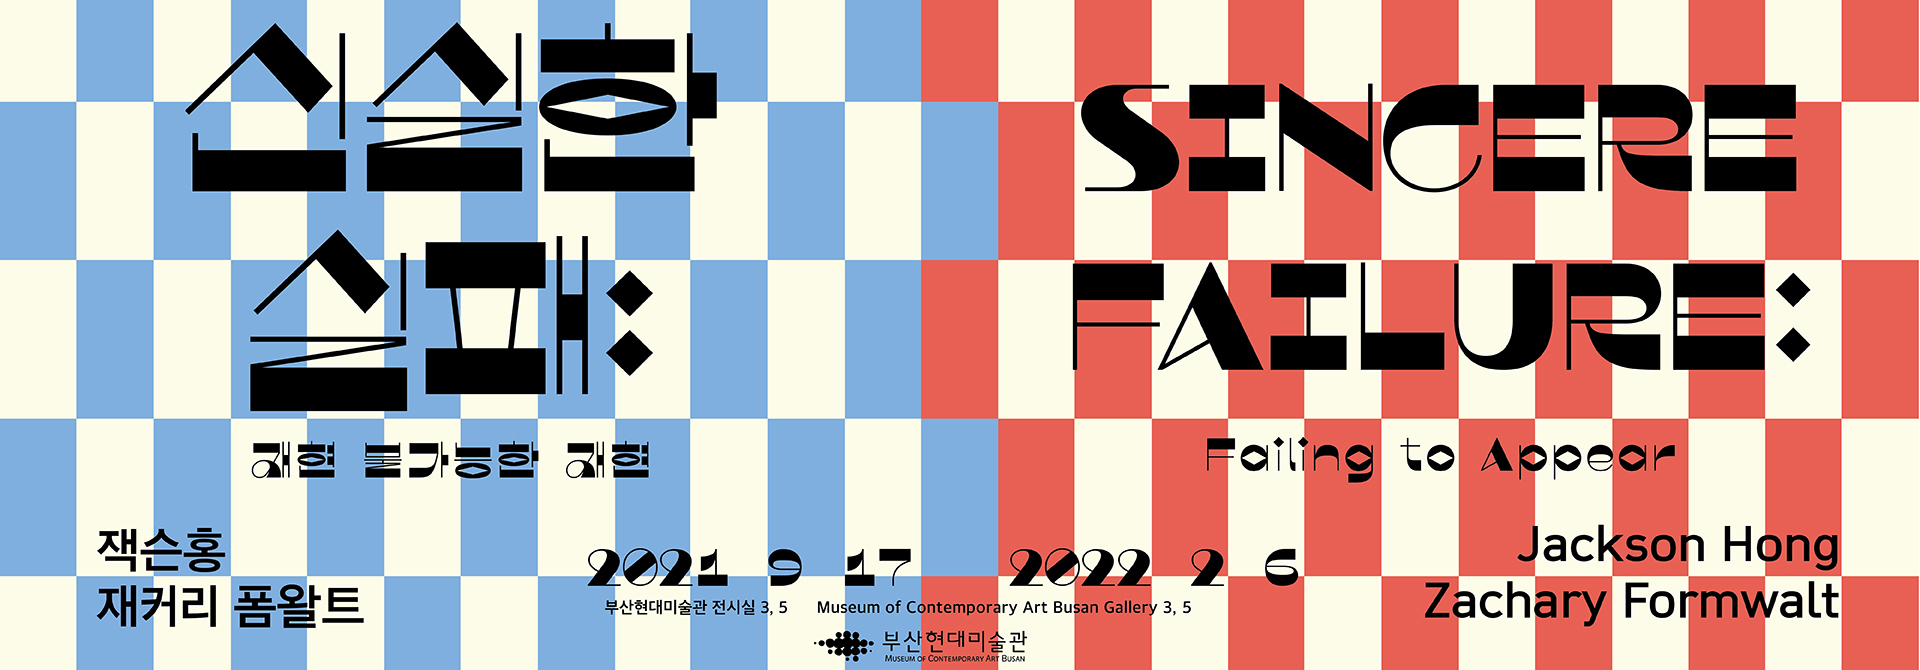 신실한
실패:
재현 불가능한 재현
잭슨홍
재커리 폼왈트
SINCERE
FAILURE:
Failing to Appear
Jackson Hong
Zachary Formwalt
2021 9 17 2022 2 6
부산현대미술관 전시실 3, 5 Museum of Contemporary Art Busan Gallery 3, 5
부산현대미술관
MUSEUM OF CONTEMPORARY ART BUSAN